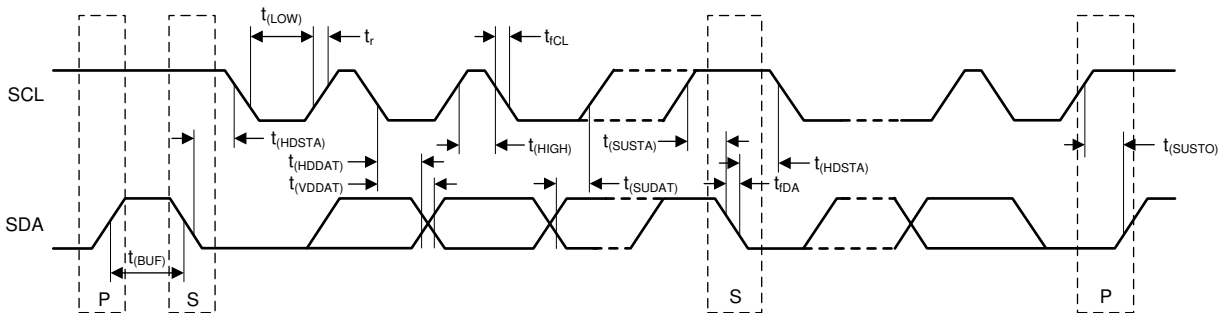 t(LOW)
tr
tfCL
SCL
t(HDSTA)
t(HDDAT)
t(VDDAT)
t(HIGH)
t(SUDAT)
t(SUSTA)
t(HDSTA)
tfDA
t(SUSTO)
SDA
t(BUF)
P
S
S
P